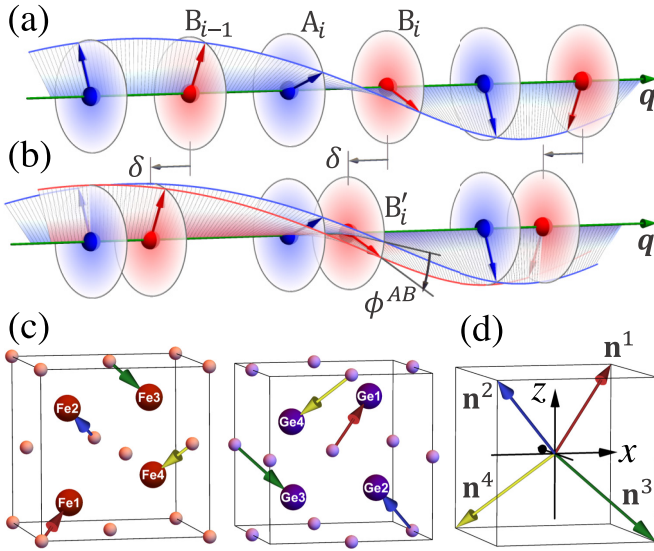 (a)
B_{i−1} A_i B_i
q
(b)
δ δ
B′_i
q
ϕ^{AB}
(c) (d)
Fe3
Fe2
Fe4
Fe1
Ge1
Ge4
Ge3
Ge2
n^1
n^2
z
x
n^4
n^3